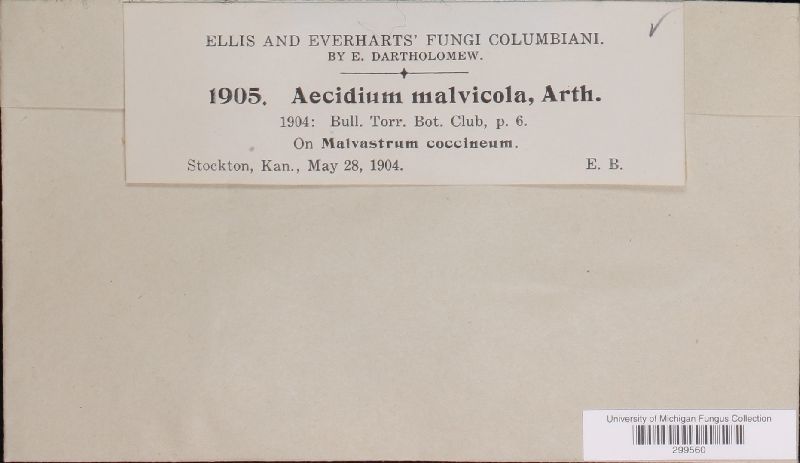 ELLIS AND EVERHARTS' FUNGI COLUMBIANI.
BY E. DARTHOLOMEW.
1905. Aecidium malvicola, Arth.
1904: Bull. Torr. Bot. Club, p. 6.
On Malvastrum coccineum.
Stockton, Kan., May 28, 1904. E. B.
University of Michigan Fungus Collection
299560